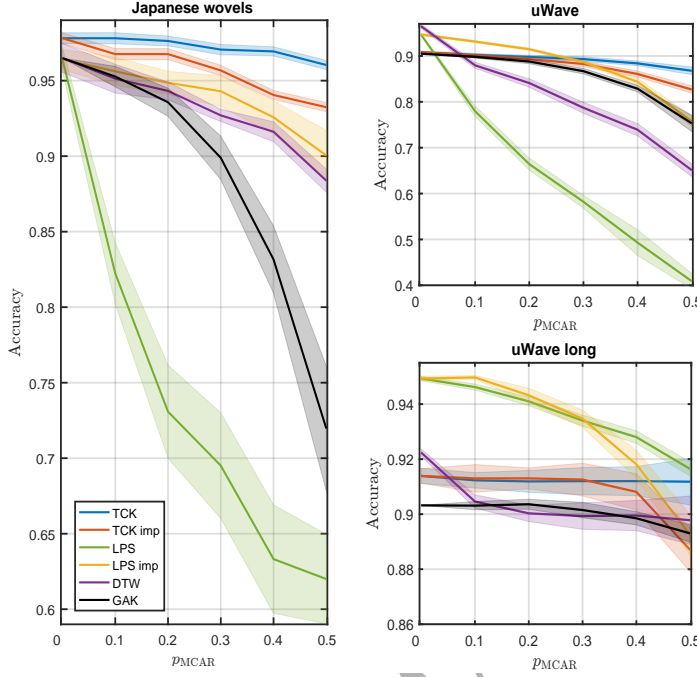 Japanese wovels
0.95
0.9
0.85
0.8
0.75
0.7
0.65
0.6
Accuracy
TCK
TCK imp
LPS
LPS imp
DTW
GAK
0 0.1 0.2 0.3 0.4 0.5
pMCAR
uWave
0.9
0.8
0.7
0.6
0.5
0.4
Accuracy
0 0.1 0.2 0.3 0.4 0.5
pMCAR
uWave long
0.94
0.92
0.9
0.88
0.86
Accuracy
0 0.1 0.2 0.3 0.4 0.5
pMCAR